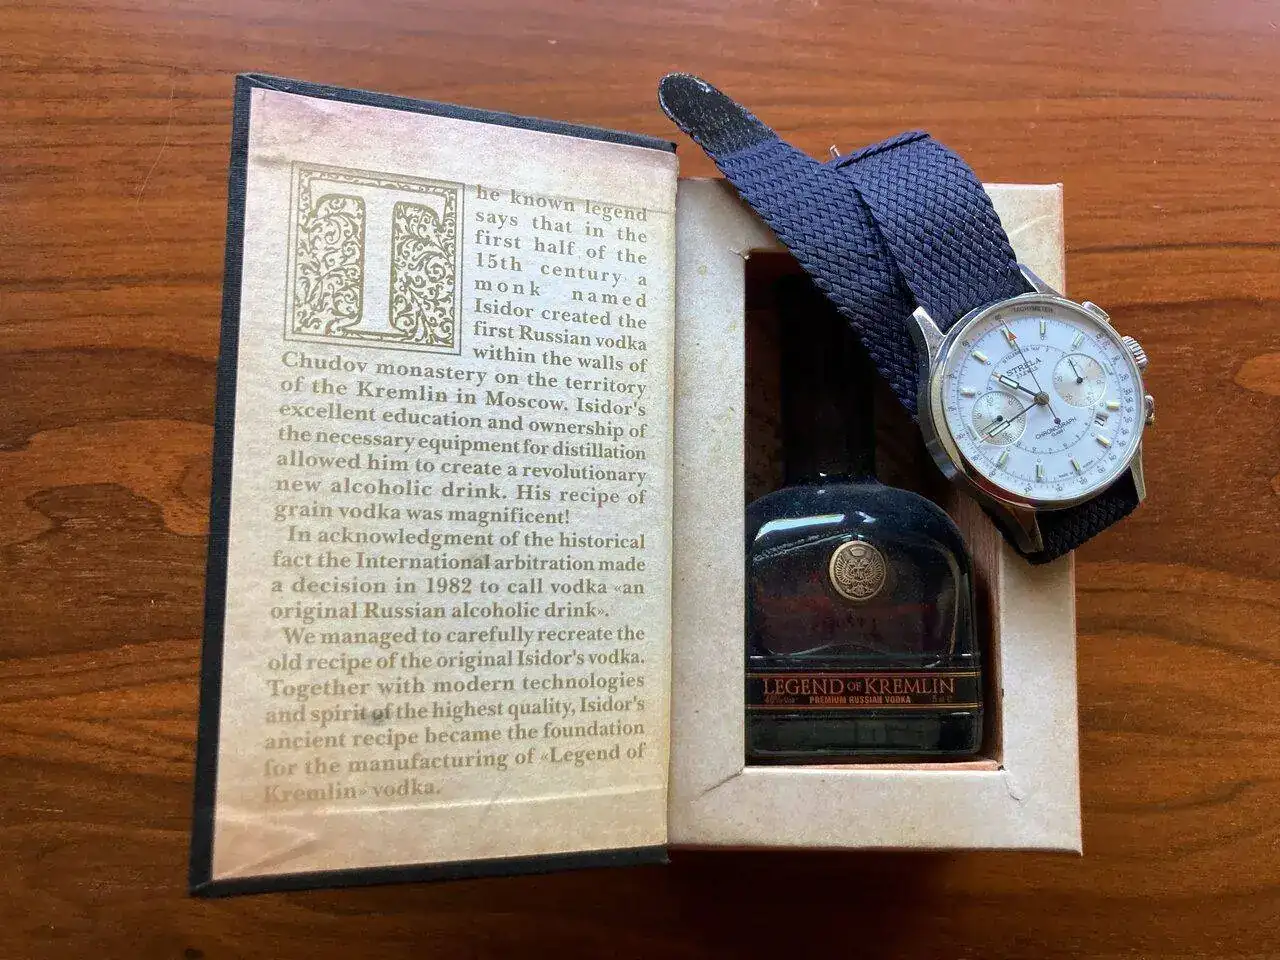 The known legend
says that in the
first half of the
15th century a
monk named
Isidor created the
first Russian vodka
within the walls of
Chudov monastery on the territory
of the Kremlin in Moscow. Isidor's
excellent education and ownership of
the necessary equipment for distillation
allowed him to create a revolutionary
new alcoholic drink. His recipe of
grain vodka was magnificent!
In acknowledgment of the historical
fact the International arbitration made
a decision in 1982 to call vodka «an
original Russian alcoholic drink».
We managed to carefully recreate the
old recipe of the original Isidor's vodka.
Together with modern technologies
and spirit of the highest quality, Isidor's
ancient recipe became the foundation
for the manufacturing of «Legend of
Kremlin» vodka.
LEGEND OF KREMLIN
PREMIUM RUSSIAN VODKA
TACHYMETER
STRELA
CHRONOGRAPH